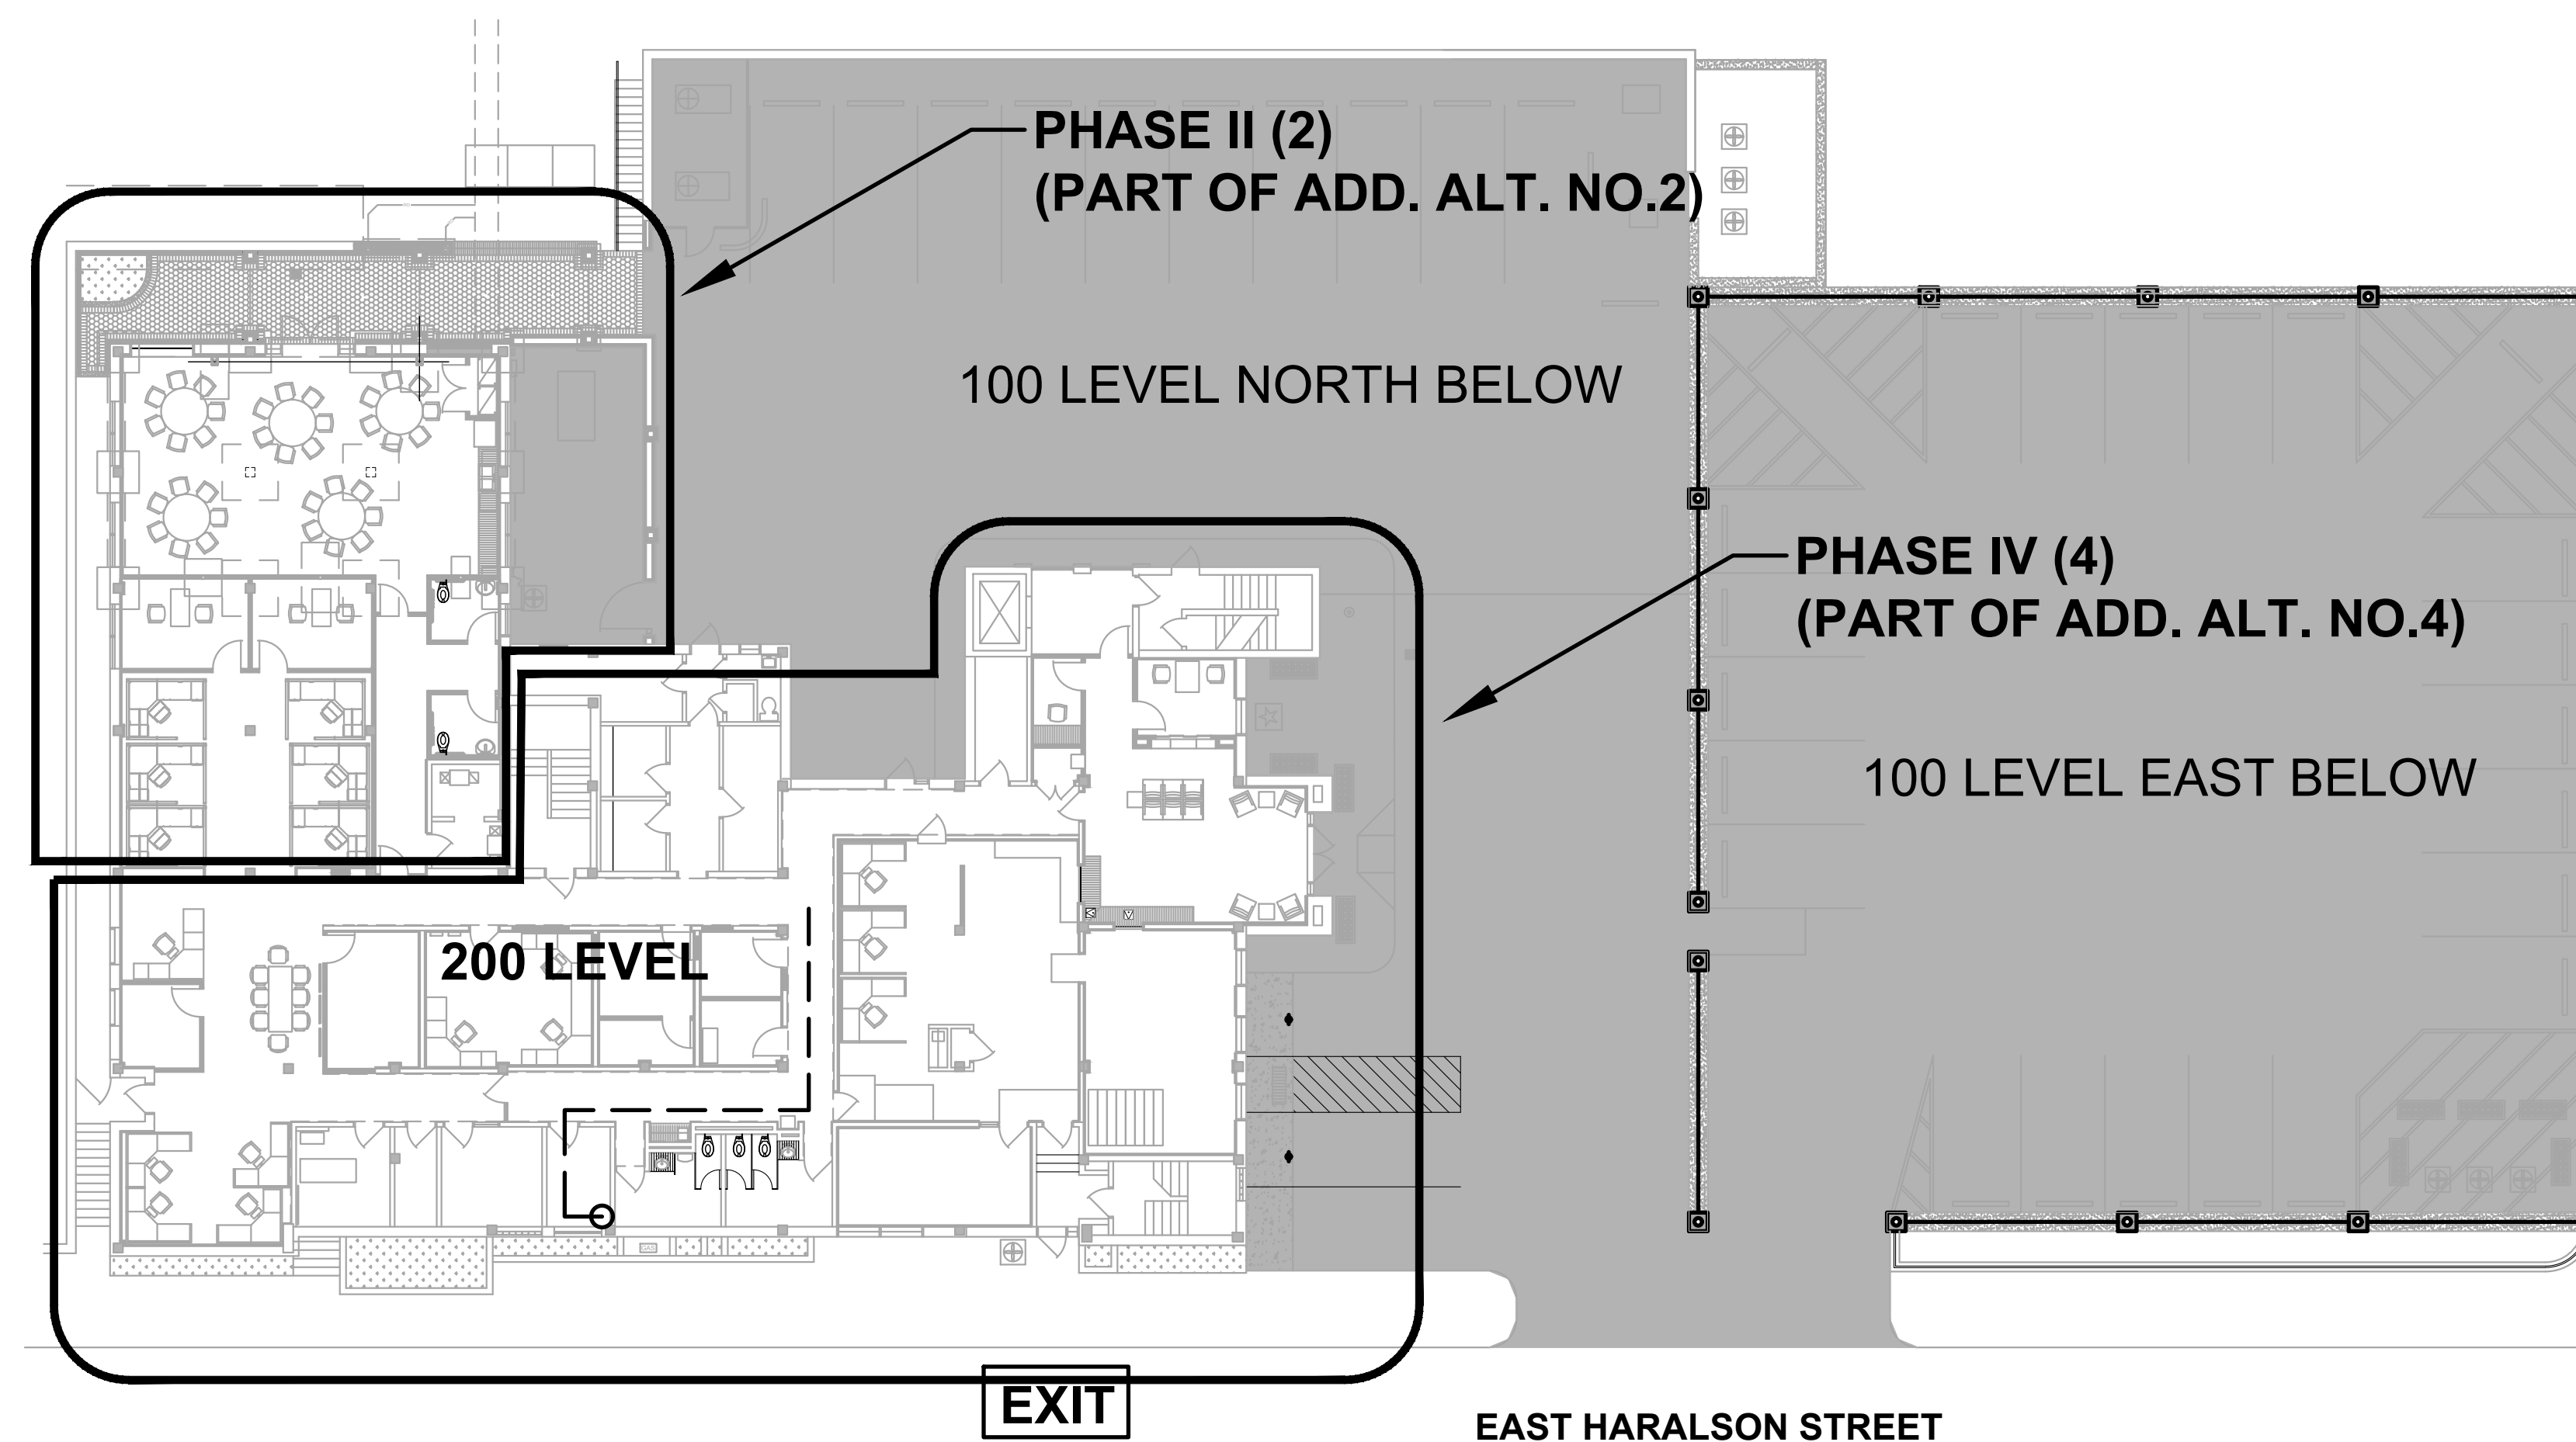 PHASE II (2)
(PART OF ADD. ALT. NO.2)
100 LEVEL NORTH BELOW
PHASE IV (4)
(PART OF ADD. ALT. NO.4)
100 LEVEL EAST BELOW
200 LEVEL
EXIT
EAST HARALSON STREET